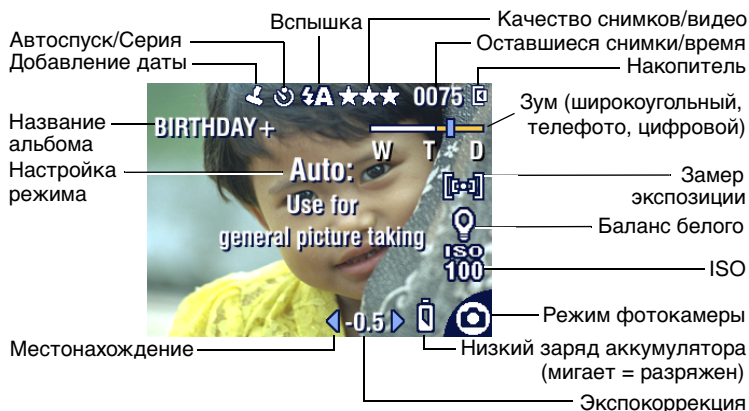 Вспышка
Качество снимков/видео
Автоспуск/Серия
Оставшиеся снимки/время
Добавление даты
Накопитель
A 0075
Зум (широкоугольный,
телефото, цифровой)
Название
альбома
BIRTHDAY+
W T D
Настройка
режима
Auto:
Use for
general picture taking
Замер
экспозиции
Баланс белого
ISO
100
ISO
-0.5
Режим фотокамеры
Местонахождение
Низкий заряд аккумулятора
(мигает = разряжен)
Экспокоррекция